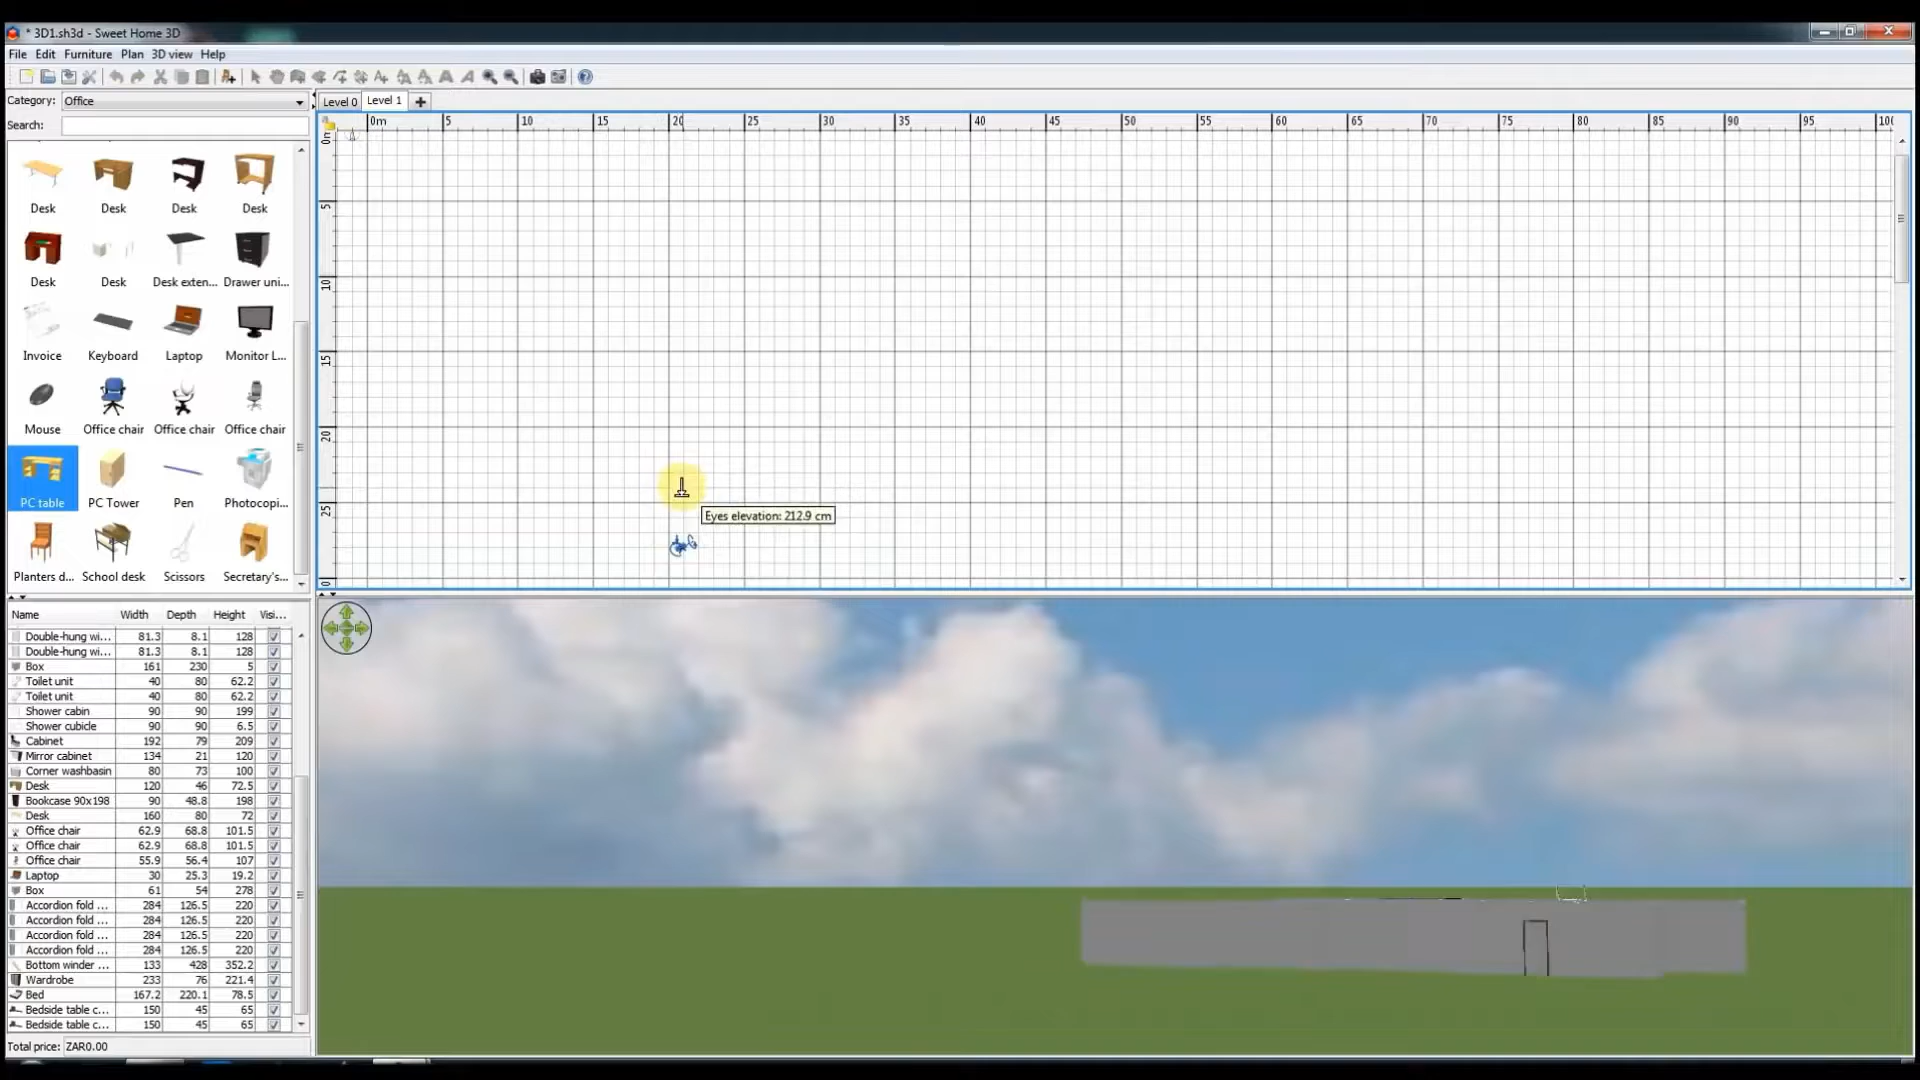 * 3D1.sh3d - Sweet Home 3D
File Edit Furniture Plan 3D view Help
Category: Office
Search:
Level 0 Level 1
0m 5 10 15 20 25 30 35 40 45 50 55 60 65 70 75 80 85 90 95 100
0m
5
10
15
20
25
Desk Desk Desk Desk
Desk Desk Desk exten... Drawer uni...
Invoice Keyboard Laptop Monitor L...
Mouse Office chair Office chair Office chair
PC table PC Tower Pen Photocopi...
Planters d... School desk Scissors Secretary's...
Eyes elevation: 212.9 cm
Name Width Depth Height Visi...
Double-hung wi... 81.3 8.1 128
Double-hung wi... 81.3 8.1 128
Box 161 230 5
Toilet unit 40 80 62.2
Toilet unit 40 80 62.2
Shower cabin 90 90 199
Shower cubicle 90 90 6.5
Cabinet 192 79 209
Mirror cabinet 134 21 120
Corner washbasin 80 73 100
Desk 120 46 72.5
Bookcase 90x198 90 48.8 198
Desk 160 80 72
Office chair 62.9 68.8 101.5
Office chair 62.9 68.8 101.5
Office chair 55.9 56.4 107
Laptop 30 25.3 19.2
Box 61 54 278
Accordion fold ... 284 126.5 220
Accordion fold ... 284 126.5 220
Accordion fold ... 284 126.5 220
Accordion fold ... 284 126.5 220
Bottom winder ... 133 428 352.2
Wardrobe 233 76 221.4
Bed 167.2 220.1 78.5
Bedside table c... 150 45 65
Bedside table c... 150 45 65
Total price: ZAR0.00